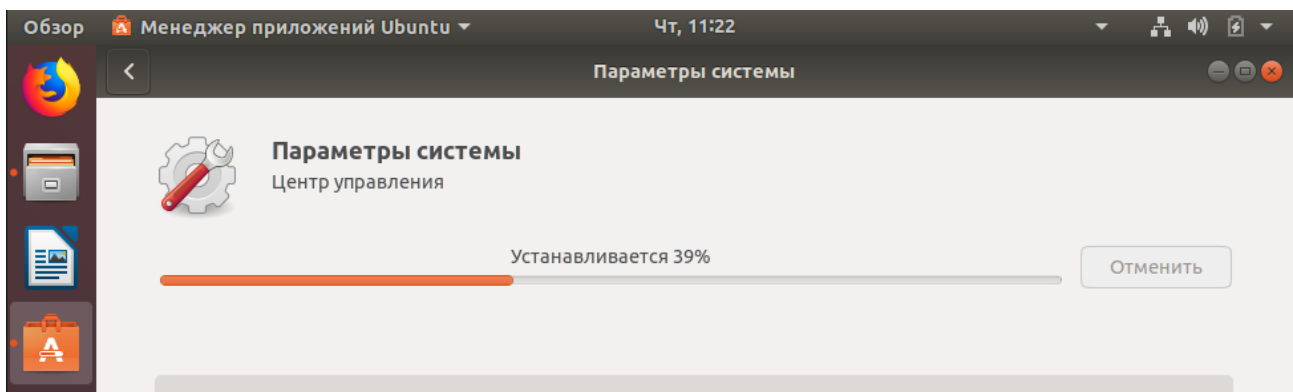 Обзор Менеджер приложений Ubuntu Чт, 11:22
Параметры системы
Параметры системы
Центр управления
Устанавливается 39%
Отменить